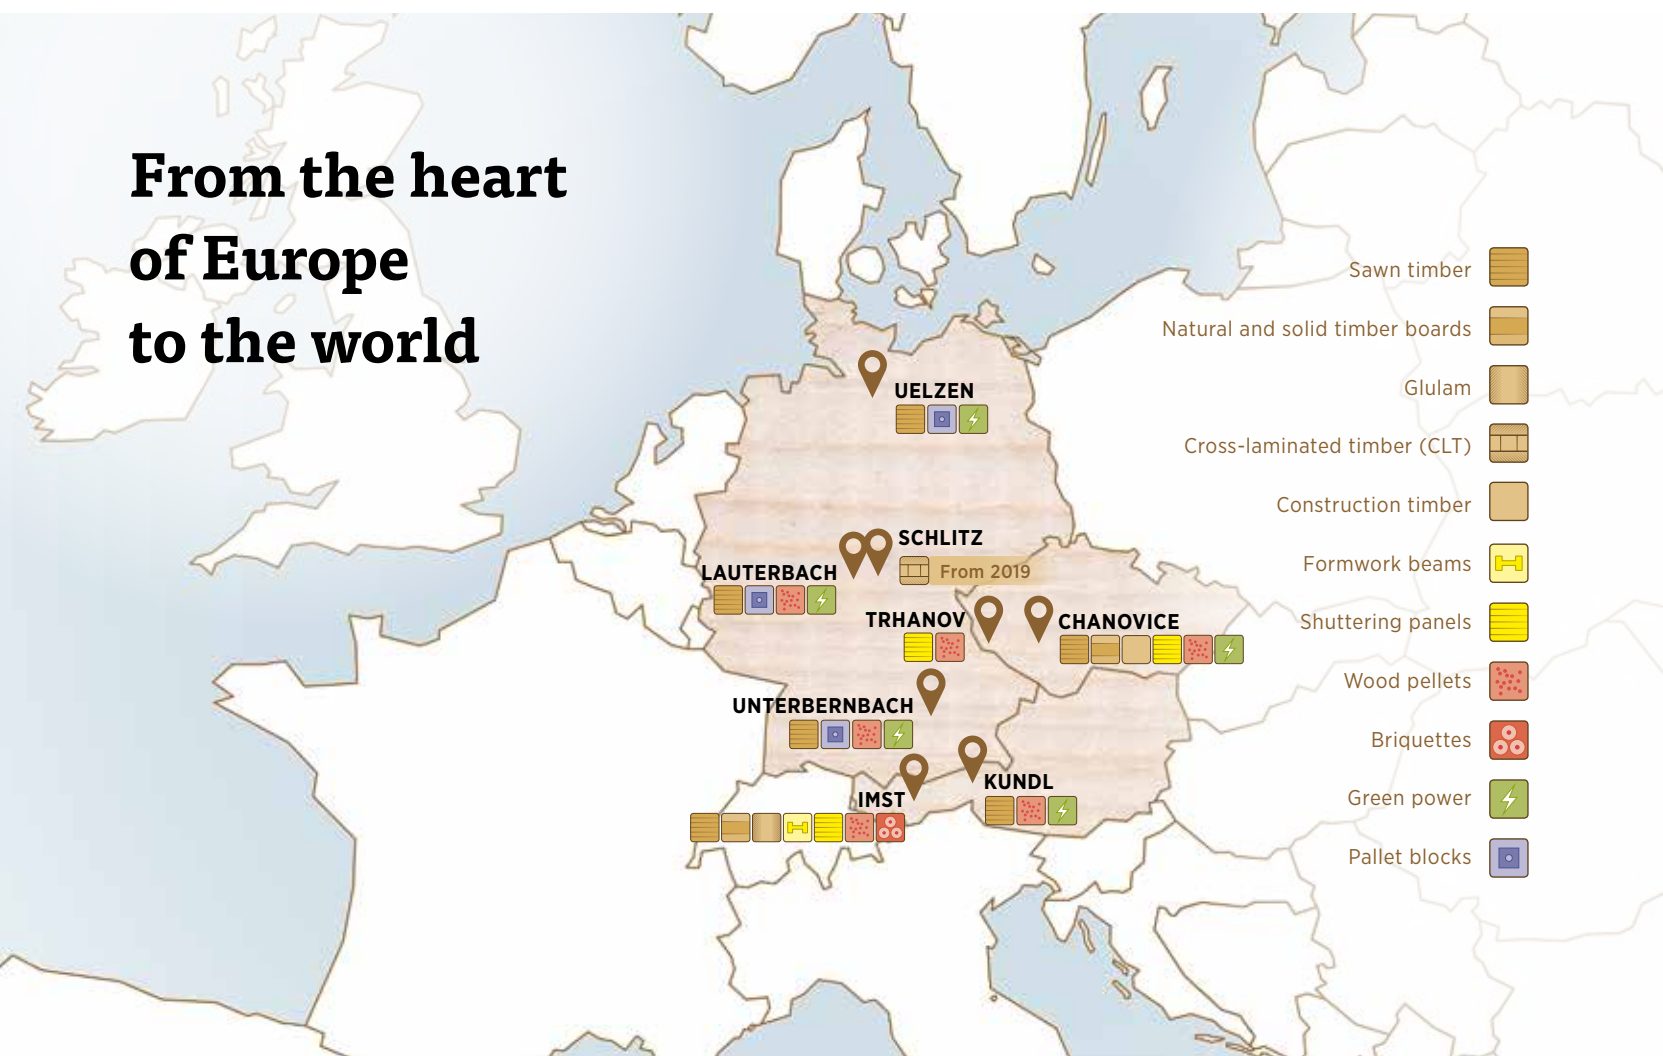 From the heart
of Europe
to the world
Sawn timber
Natural and solid timber boards
Glulam
Cross-laminated timber (CLT)
Construction timber
Formwork beams
Shuttering panels
Wood pellets
Briquettes
Green power
Pallet blocks
UELZEN
SCHLITZ
From 2019
LAUTERBACH
TRHANOV
CHANOVICE
UNTERBERNBACH
KUNDL
IMST